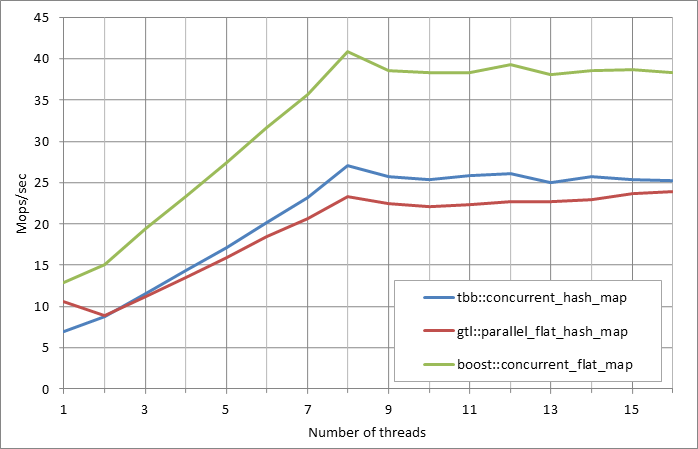 45
40
35
30
25
20
15
10
5
0
Mops/sec
tbb::concurrent_hash_map
gtl::parallel_flat_hash_map
boost::concurrent_flat_map
1 3 5 7 9 11 13 15
Number of threads